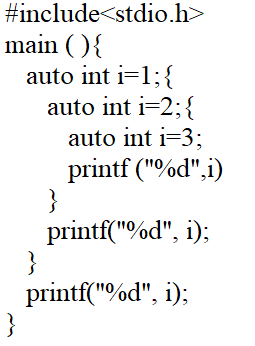 #include<stdio.h>
main ( ){
auto int i=1;{
auto int i=2;{
auto int i=3;
printf ("%d",i)
}
printf("%d", i);
}
printf("%d", i);
}